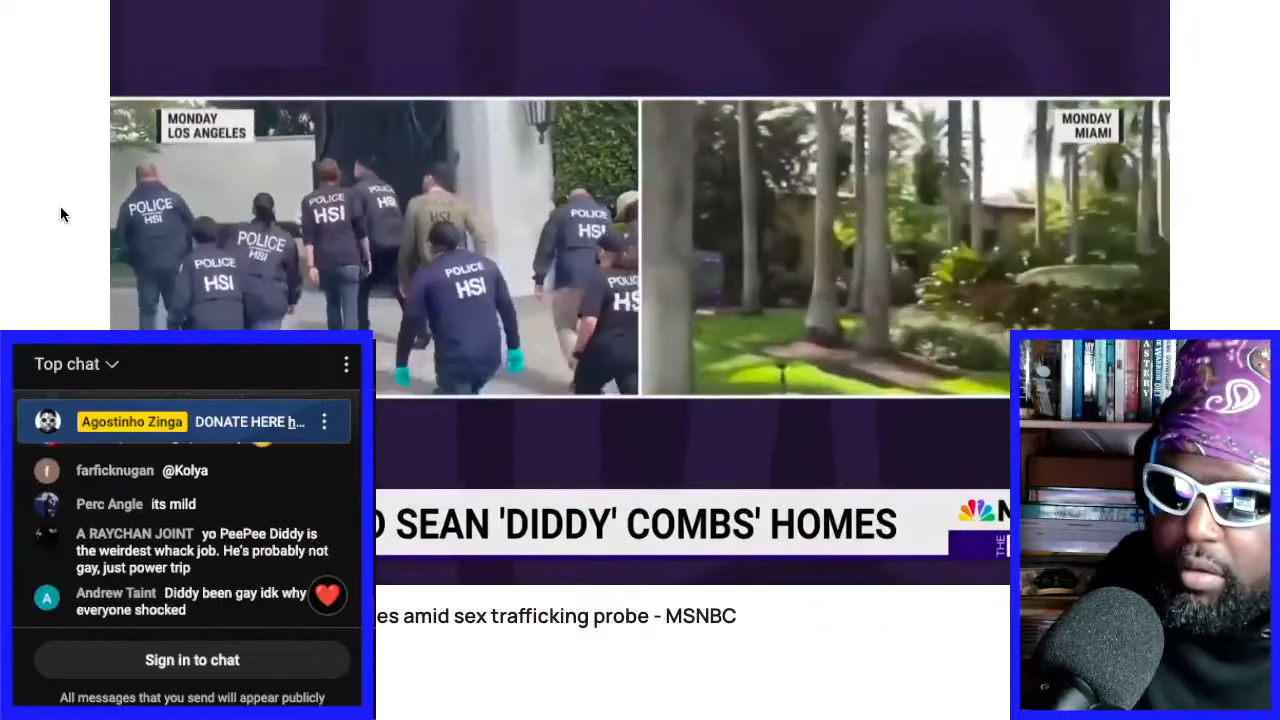 MONDAY
LOS ANGELES
MONDAY
MIAMI
POLICE
HSI
POLICE
HSI
POLICE
HSI
POLICE
HSI
POLICE
HSI
HSI
POLICE
HSI
POLICE
HSI
SEAN 'DIDDY' COMBS' HOMES
es amid sex trafficking probe - MSNBC
Top chat
Agostinho Zinga DONATE HERE h...
farficknugan @Kolya
Perc Angle its mild
A RAYCHAN JOINT yo PeePee Diddy is
the weirdest whack job. He's probably not
gay, just power trip
Andrew Taint Diddy been gay idk why
everyone shocked
Sign in to chat
All messages that you send will appear publicly